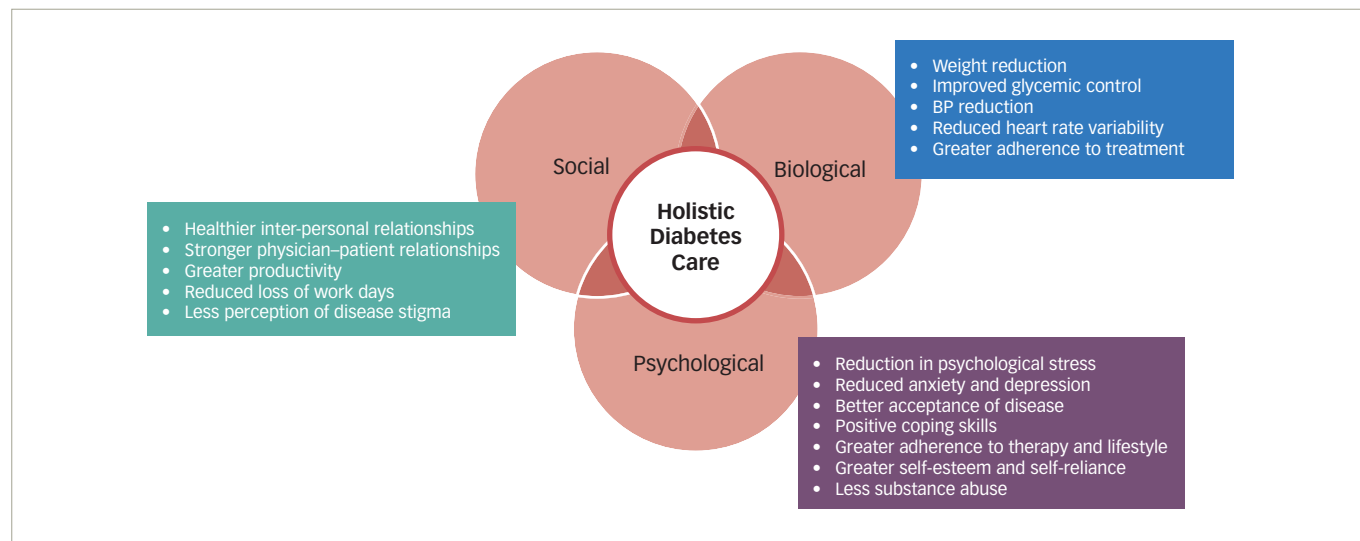 • Weight reduction
• Improved glycemic control
• BP reduction
• Reduced heart rate variability
• Greater adherence to treatment
Social
Biological
Holistic
Diabetes
Care
• Healthier inter-personal relationships
• Stronger physician–patient relationships
• Greater productivity
• Reduced loss of work days
• Less perception of disease stigma
Psychological
• Reduction in psychological stress
• Reduced anxiety and depression
• Better acceptance of disease
• Positive coping skills
• Greater adherence to therapy and lifestyle
• Greater self-esteem and self-reliance
• Less substance abuse